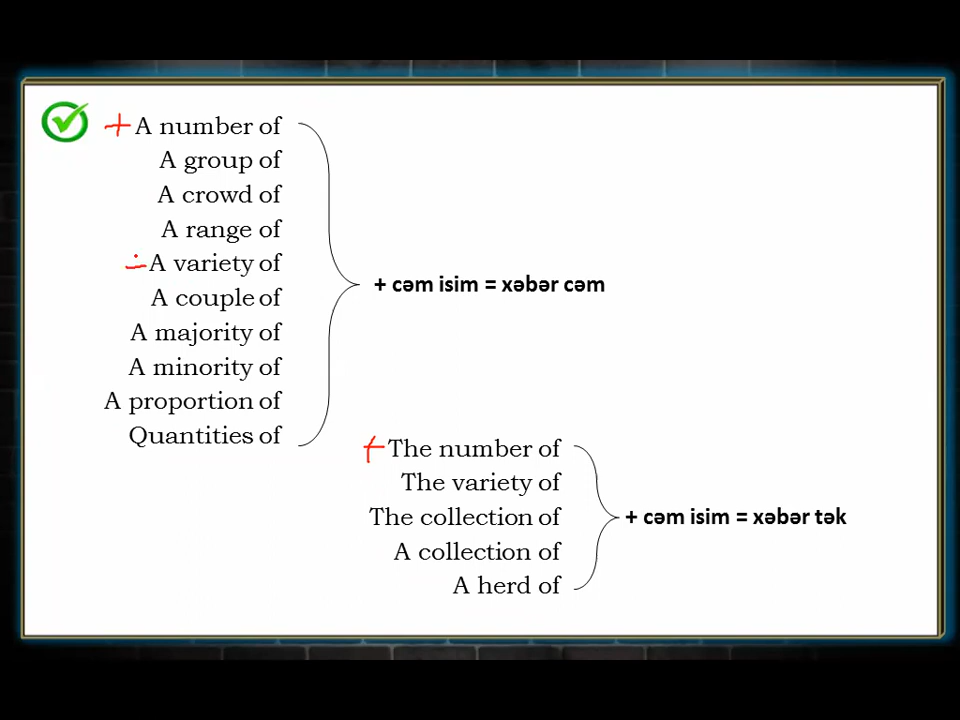 A number of
A group of
A crowd of
A range of
A variety of
A couple of
A majority of
A minority of
A proportion of
Quantities of
+ cəm isim = xəbər cəm
The number of
The variety of
The collection of
A collection of
A herd of
+ cəm isim = xəbər tək